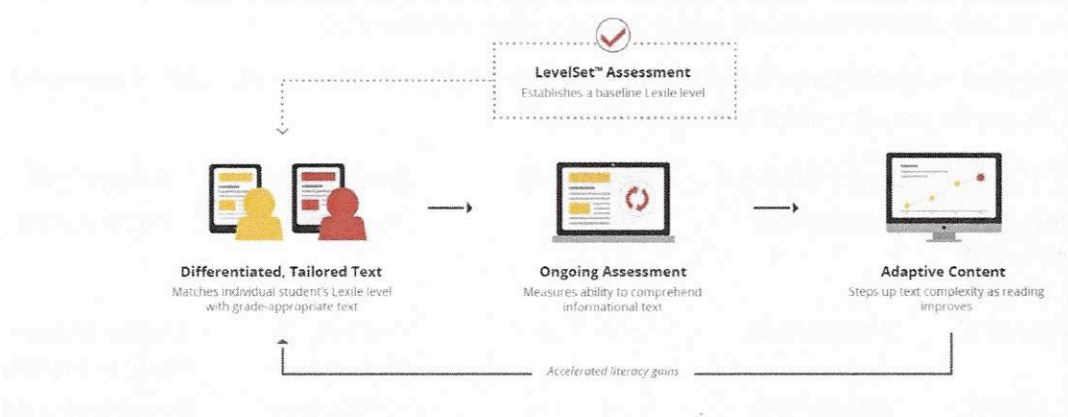 LevelSet™ Assessment
Establishes a baseline Lexile level
Differentiated, Tailored Text
Matches individual student's Lexile level
with grade-appropriate text
Ongoing Assessment
Measures ability to comprehend
informational text
Adaptive Content
Steps up text complexity as reading
improves
Accelerated literacy gains